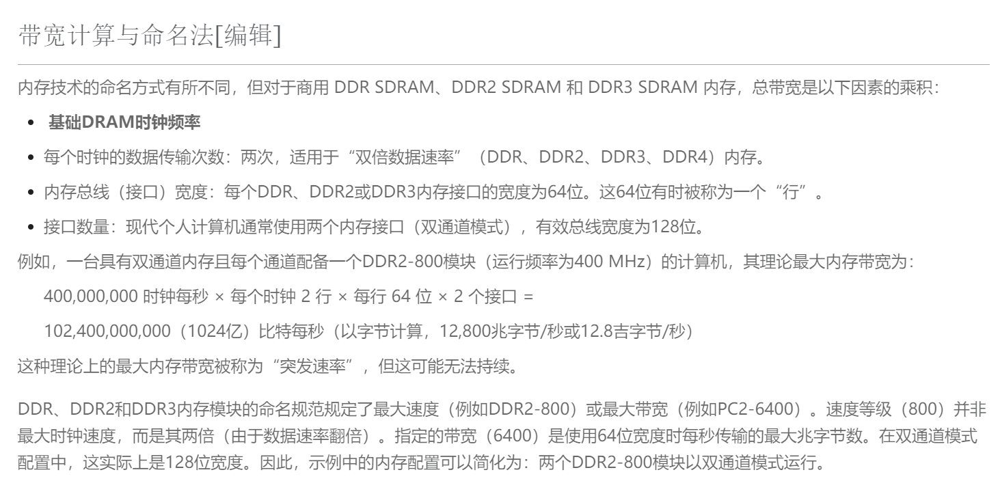 带宽计算与命名法[编辑]
内存技术的命名方式有所不同，但对于商用 DDR SDRAM、DDR2 SDRAM 和 DDR3 SDRAM 内存，总带宽是以下因素的乘积：
• 基础DRAM时钟频率
• 每个时钟的数据传输次数：两次，适用于“双倍数据速率”（DDR、DDR2、DDR3、DDR4）内存。
• 内存总线（接口）宽度：每个DDR、DDR2或DDR3内存接口的宽度为64位。这64位有时被称为一个“行”。
• 接口数量：现代个人计算机通常使用两个内存接口（双通道模式），有效总线宽度为128位。
例如，一台具有双通道内存且每个通道配备一个DDR2-800模块（运行频率为400 MHz）的计算机，其理论最大内存带宽为：
400,000,000 时钟每秒 × 每个时钟 2 行 × 每行 64 位 × 2 个接口 =
102,400,000,000（1024亿）比特每秒（以字节计算，12,800兆字节/秒或12.8吉字节/秒）
这种理论上的最大内存带宽被称为“突发速率”，但这可能无法持续。
DDR、DDR2和DDR3内存模块的命名规范规定了最大速度（例如DDR2-800）或最大带宽（例如PC2-6400）。速度等级（800）并非
最大时钟速度，而是其两倍（由于数据速率翻倍）。指定的带宽（6400）是使用64位宽度时每秒传输的最大兆字节数。在双通道模式
配置中，这实际上是128位宽度。因此，示例中的内存配置可以简化为：两个DDR2-800模块以双通道模式运行。